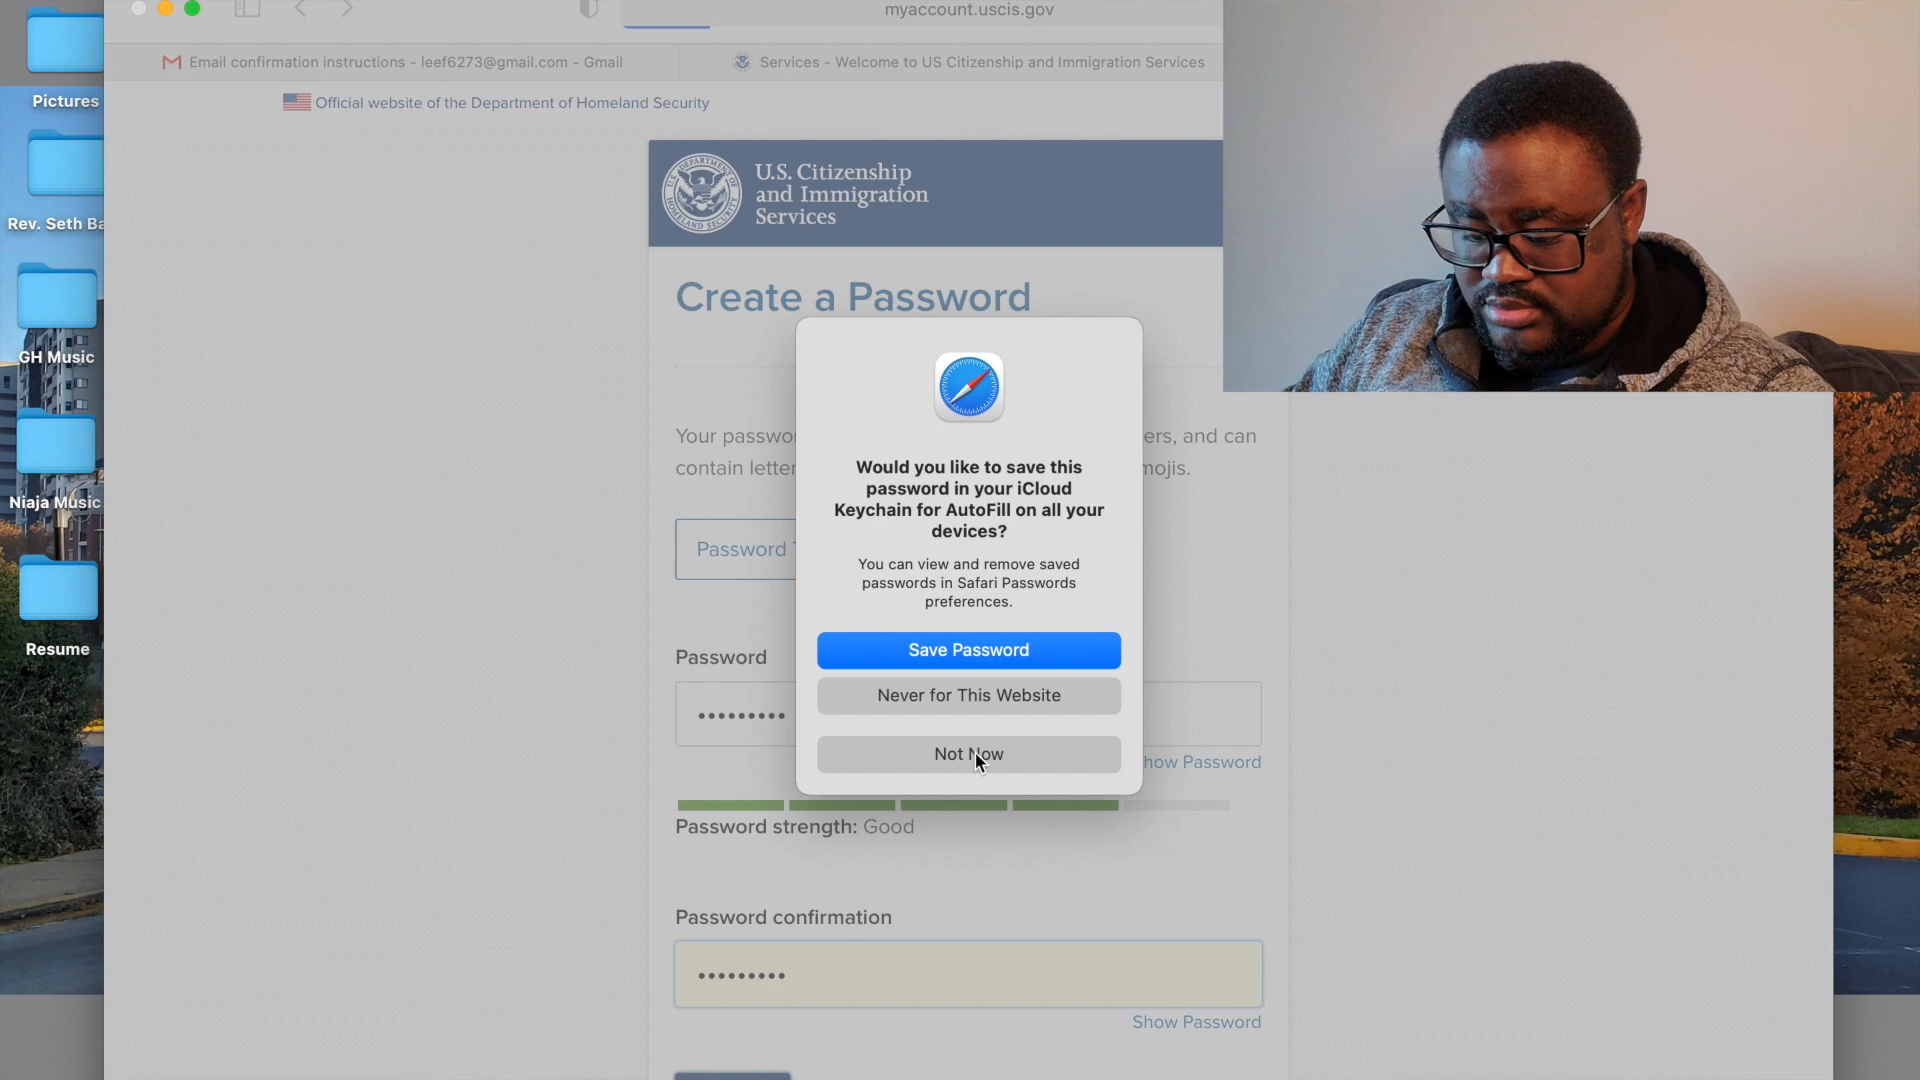 myaccount.uscis.gov
Email confirmation instructions - leef6273@gmail.com - Gmail
Services - Welcome to US Citizenship and Immigration Services
Official website of the Department of Homeland Security
Pictures
Rev. Seth Ba
GH Music
Niaja Music
Resume
U.S. Citizenship
and Immigration
Services
Create a Password
Your passwo
ers, and can
contain letter
mojis.
Password
Would you like to save this
password in your iCloud
Keychain for AutoFill on all your
devices?
You can view and remove saved
passwords in Safari Passwords
preferences.
Save Password
Never for This Website
Not Now
Password
how Password
Password strength: Good
Password confirmation
Show Password